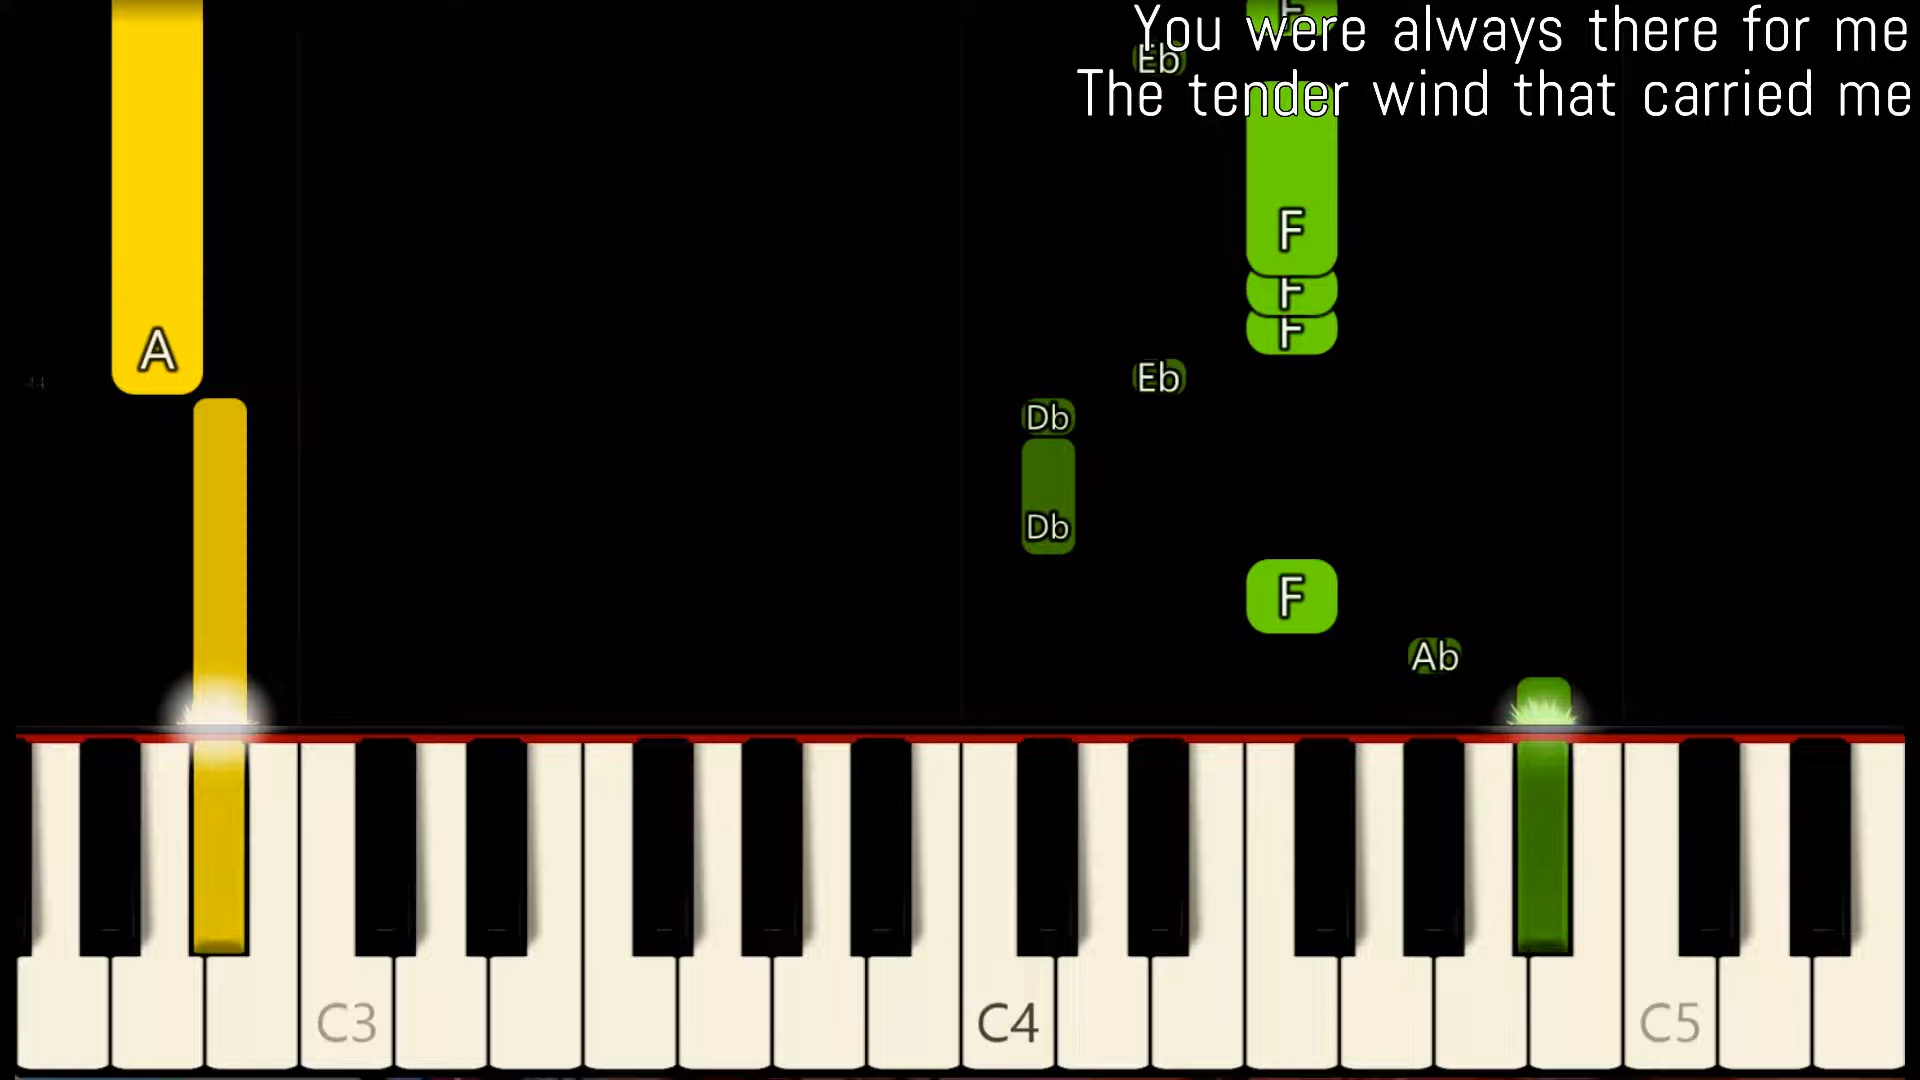 You were always there for me
The tender wind that carried me
F
Eb
F
F
F
A
Eb
44
Db
Db
F
Ab
C3
C4
C5